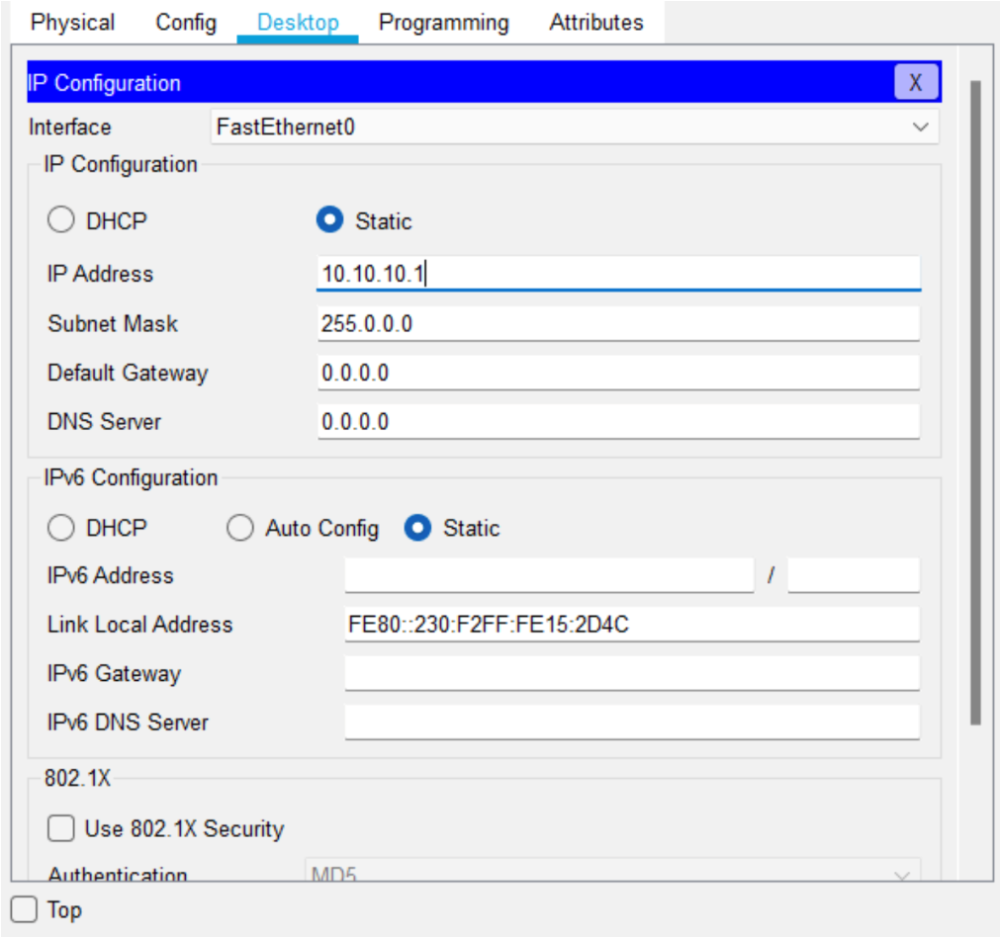 Physical Config Desktop Programming Attributes
IP Configuration X
Interface FastEthernet0
IP Configuration
DHCP Static
IP Address 10.10.10.1
Subnet Mask 255.0.0.0
Default Gateway 0.0.0.0
DNS Server 0.0.0.0
IPv6 Configuration
DHCP Auto Config Static
IPv6 Address /
Link Local Address FE80::230:F2FF:FE15:2D4C
IPv6 Gateway
IPv6 DNS Server
802.1X
Use 802.1X Security
Authentication MD5
Top